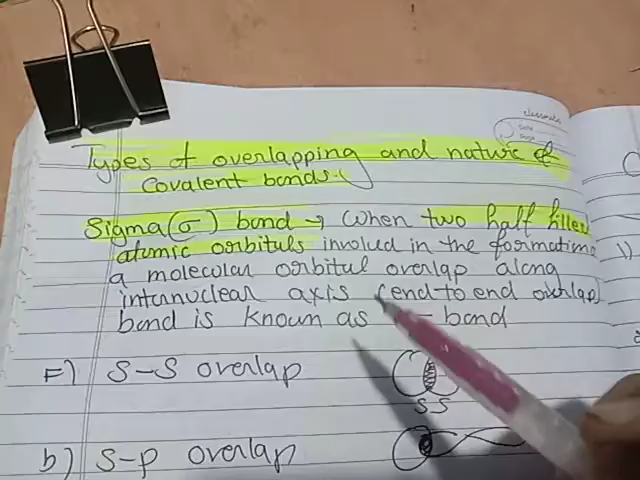 Types of overlapping and nature of
Covalent bonds.
Sigma(σ) bond → When two half filled
atomic orbitals involued in the formation
a molecular orbital overlap along
internuclear axis (end to end overlap)
bond is known as – bond
S-S overlap
S S
b) S-p overlap